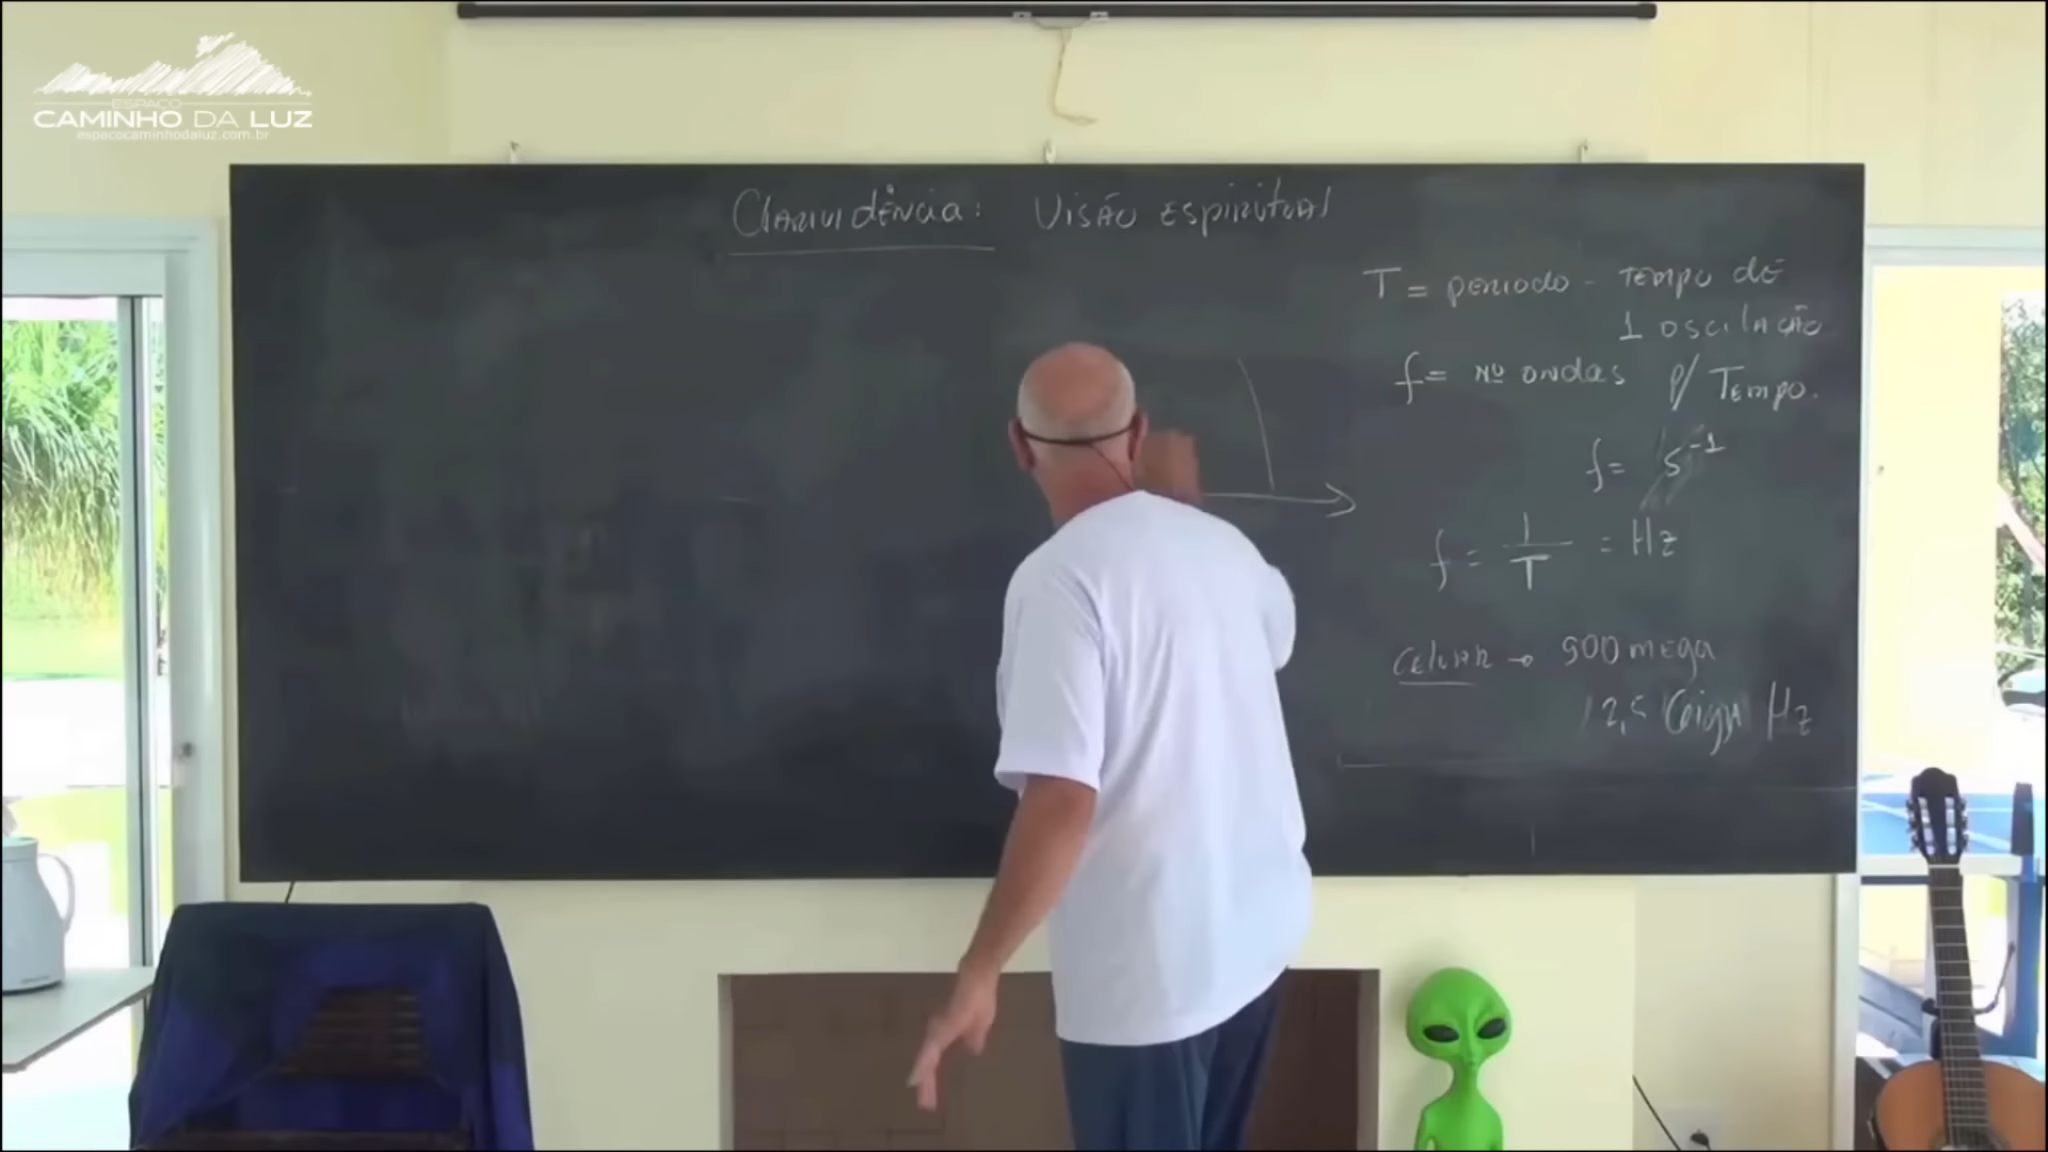 ESPAÇO
CAMINHO DA LUZ
espacocaminhodaluz.com.br
Clarividência: Visão espiritual
T = periodo - tempo de
1 oscilação
f = nº ondas p/ Tempo.
f = s⁻¹
f = 1/T = Hz
Celular → 900 mega
2,5 Giga Hz